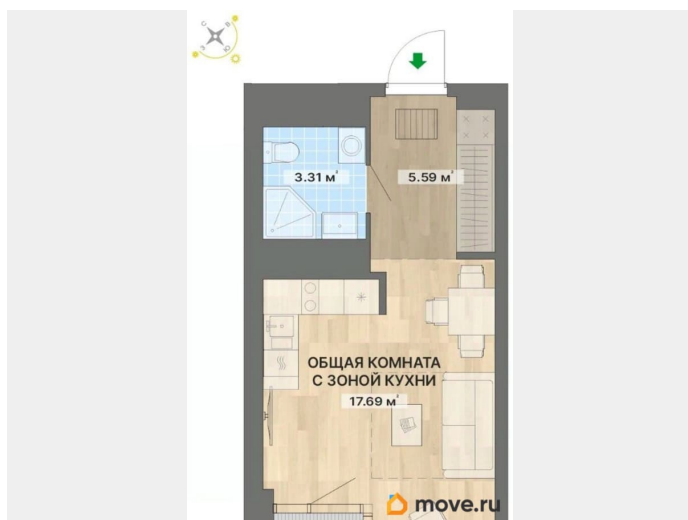 3.31 м²
5.59 м²
ОБЩАЯ КОМНАТА
С ЗОНОЙ КУХНИ
17.69 м²
move.ru